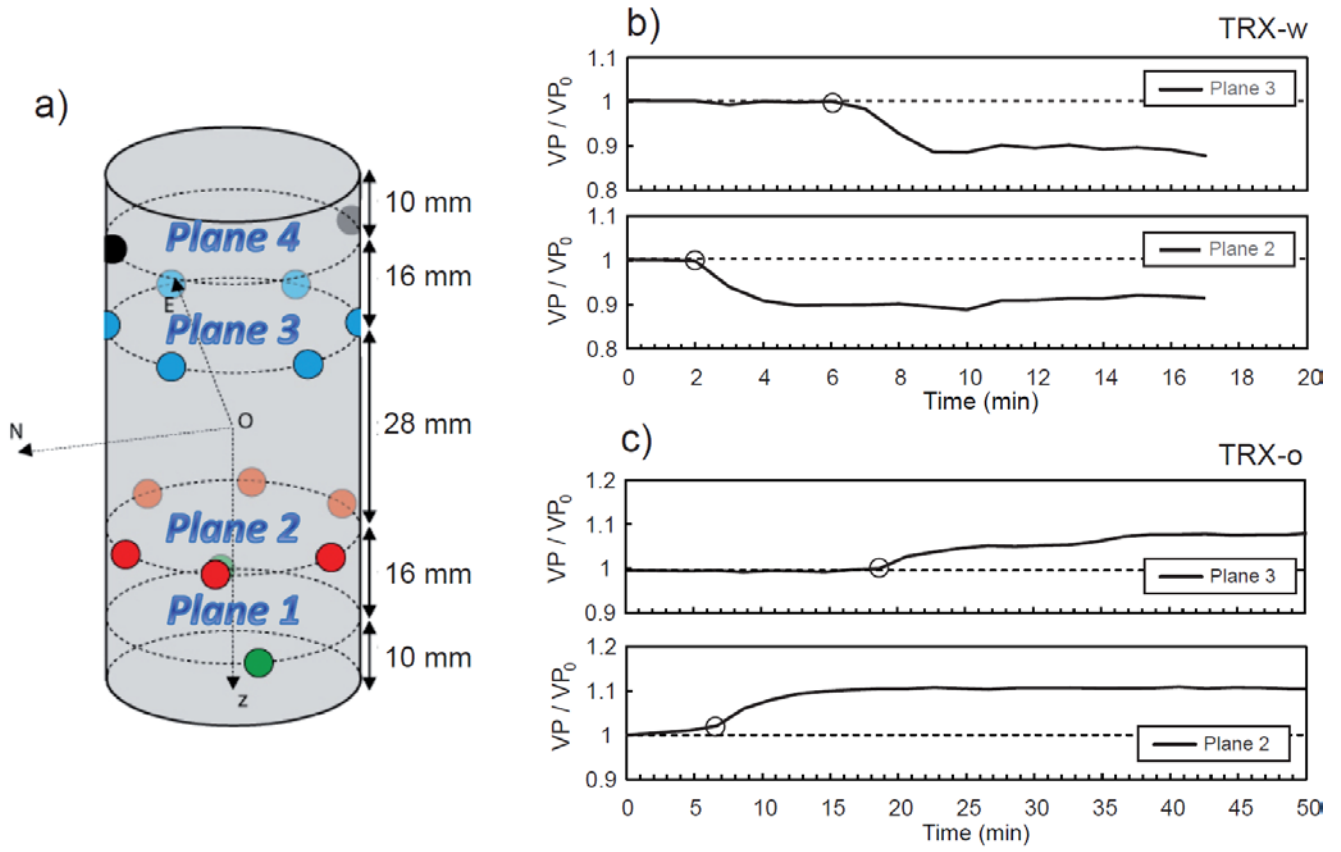 a)
10 mm
Plane 4
16 mm
E
Plane 3
28 mm
O
N
Plane 2
16 mm
Plane 1
10 mm
z
b)
TRX-w
VP / VP0
1.1
1
0.9
0.8
Plane 3
VP / VP0
1.1
1
0.9
0.8
Plane 2
0 2 4 6 8 10 12 14 16 18 20
Time (min)
c)
TRX-o
VP / VP0
1.2
1.10
1
0.9
Plane 3
VP / VP0
1.2
1.10
1
0.9
Plane 2
0 5 10 15 20 25 30 35 40 45 50
Time (min)